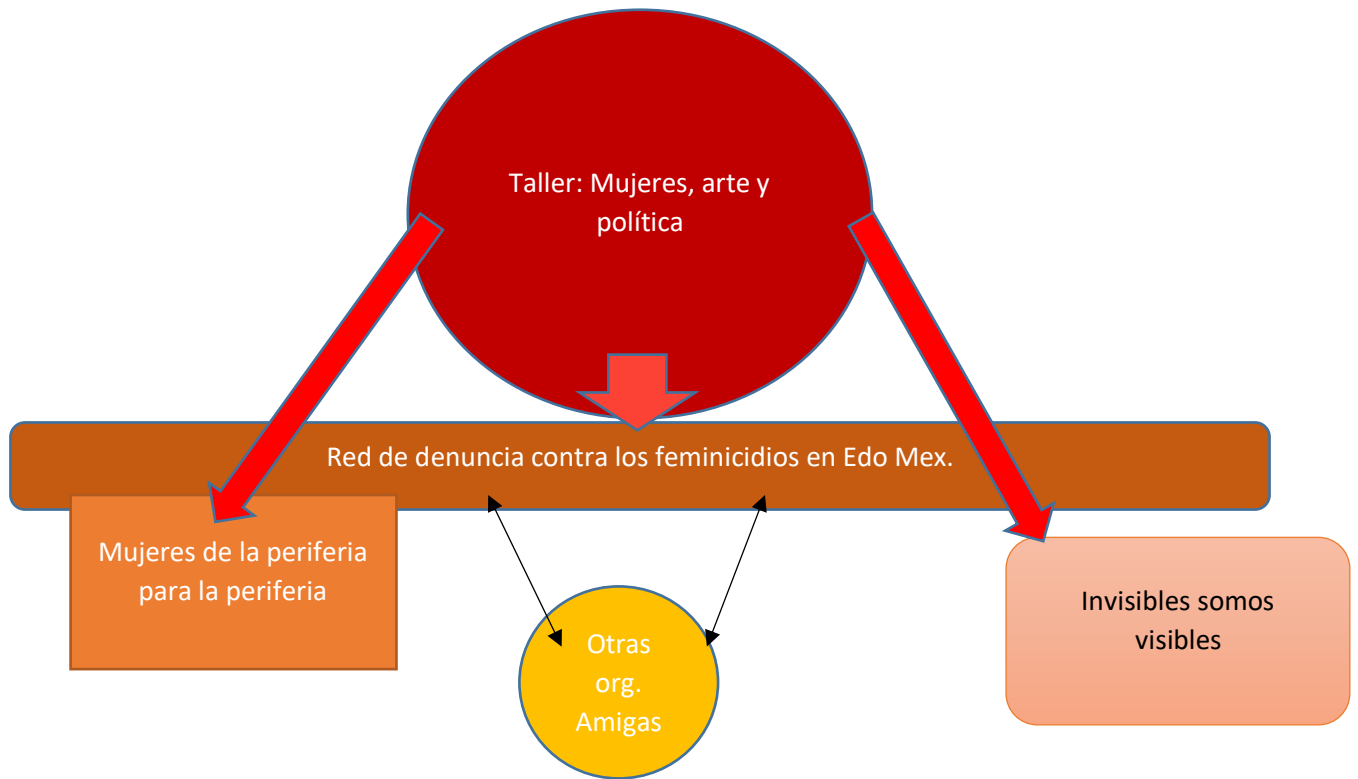 Taller: Mujeres, arte y
política
Red de denuncia contra los feminicidios en Edo Mex.
Mujeres de la periferia
para la periferia
Otras
org.
Amigas
Invisibles somos
visibles